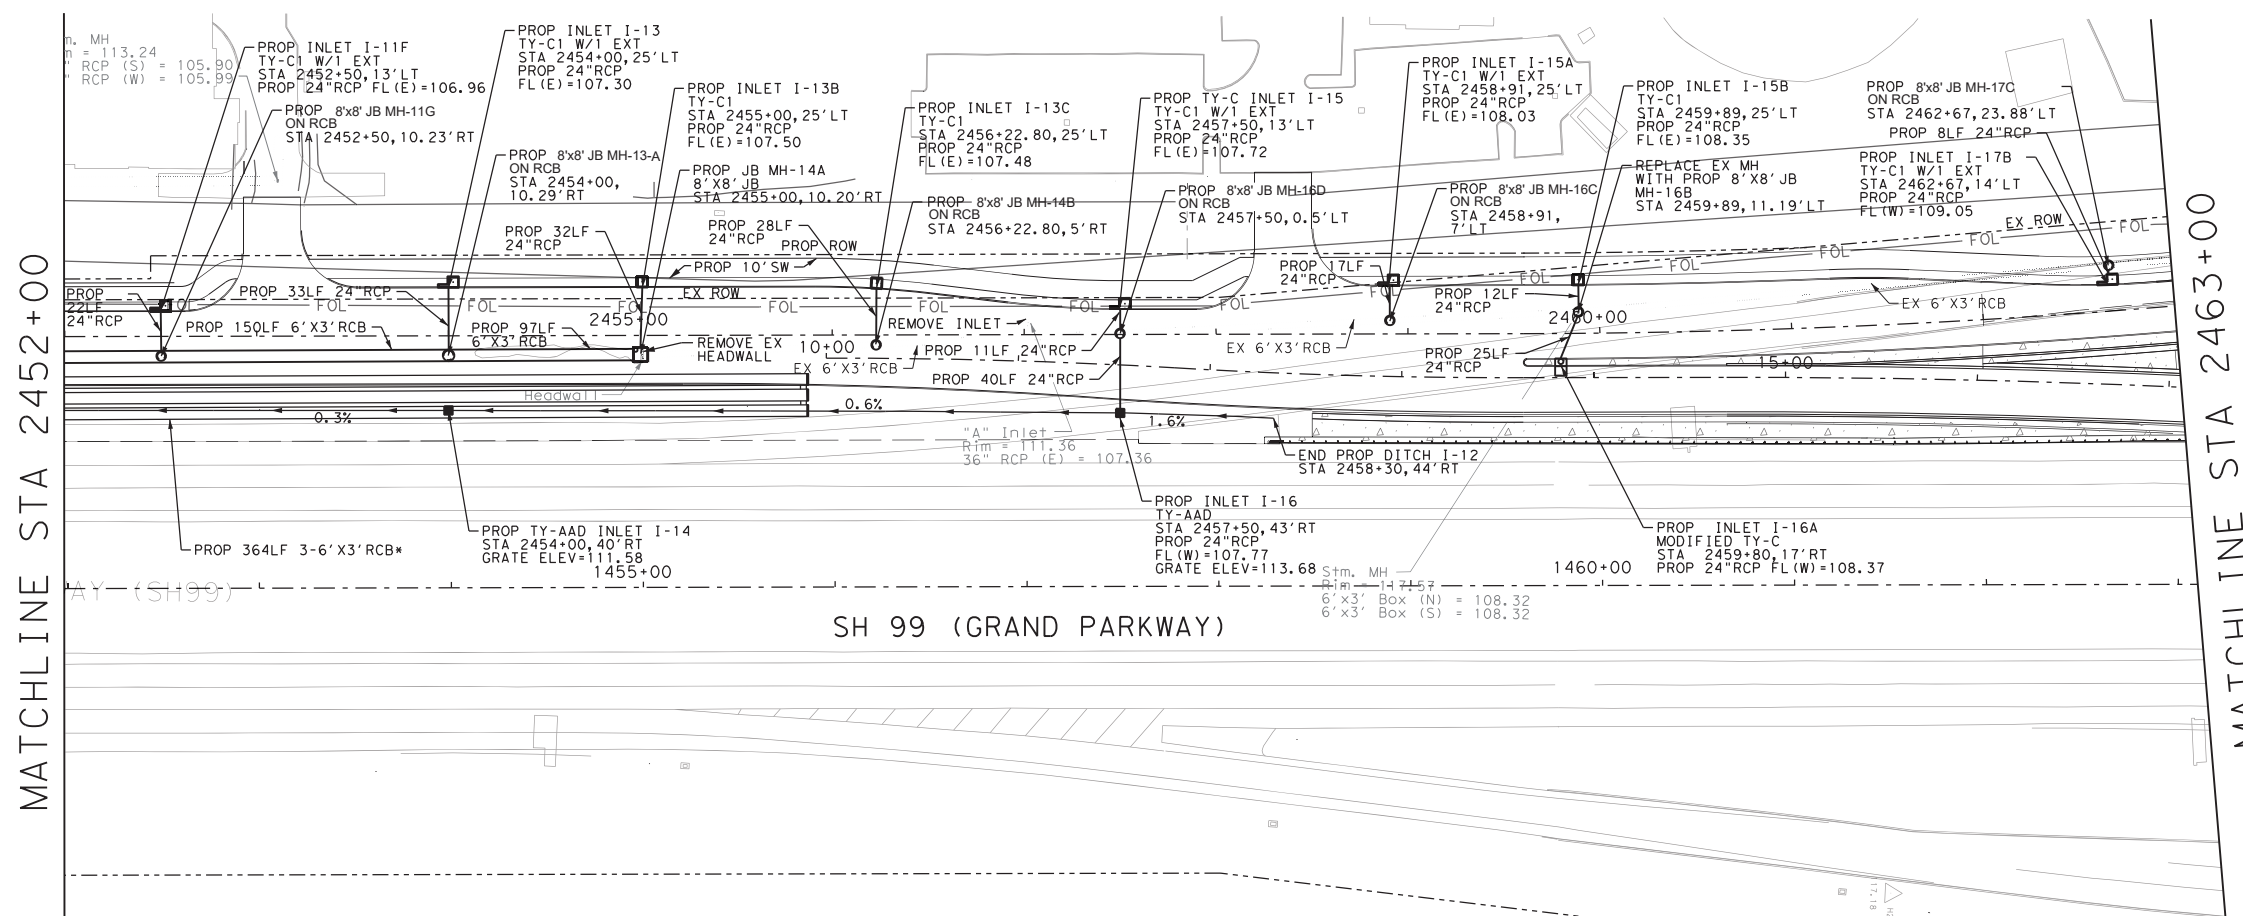 MATCHLINE STA 2452+00
MH
= 113.24
RCP (S) = 105.90
RCP (W) = 105.99
PROP INLET I-11F
TY-C1 W/1 EXT
STA 2452+50,13'LT
PROP 24"RCP FL(E)=106.96
PROP 8'x8' JB MH-11G
ON RCB
STA 2452+50,10.23'RT
PROP INLET I-13
TY-C1 W/1 EXT
STA 2454+00,25'LT
PROP 24"RCP
FL(E)=107.30
PROP 8'x8' JB MH-13-A
ON RCB
STA 2454+00,
10.29'RT
PROP INLET I-13B
TY-C1
STA 2455+00,25'LT
PROP 24"RCP
FL(E)=107.50
PROP JB MH-14A
8'X8' JB
STA 2455+00,10.20'RT
PROP INLET I-13C
TY-C1
STA 2456+22.80,25'LT
PROP 24"RCP
FL(E)=107.48
PROP 8'x8' JB MH-14B
ON RCB
STA 2456+22.80,5'RT
PROP TY-C INLET I-15
TY-C1 W/1 EXT
STA 2457+50,13'LT
PROP 24"RCP
FL(E)=107.72
PROP 8'x8' JB MH-16D
ON RCB
STA 2457+50,0.5'LT
PROP INLET I-15A
TY-C1 W/1 EXT
STA 2458+91,25'LT
PROP 24"RCP
FL(E)=108.03
PROP 8'x8' JB MH-16C
ON RCB
STA 2458+91,
7'LT
PROP INLET I-15B
TY-C1
STA 2459+89,25'LT
PROP 24"RCP
FL(E)=108.35
REPLACE EX MH
WITH PROP 8'X8'JB
MH-16B
STA 2459+89,11.19'LT
PROP 8'x8' JB MH-17C
ON RCB
STA 2462+67,23.88'LT
PROP 8LF 24"RCP
PROP INLET I-17B
TY-C1 W/1 EXT
STA 2462+67,14'LT
PROP 24"RCP
FL(W)=109.05
EX ROW
FOL
FOL
FOL
FOL
FOL
FOL
PROP 32LF
24"RCP
PROP 28LF
24"RCP
PROP ROW
PROP 10'SW
EX ROW
PROP 17LF
24"RCP
PROP 12LF
24"RCP
EX 6'X3'RCB
PROP
22LF
24"RCP
PROP 33LF 24"RCP
FOL
FOL
FOL
FOL
FOL
FOL
FOL
FOL
PROP 150LF 6'X3'RCB
PROP 97LF
6'X3'RCB
2455+00
REMOVE EX
HEADWALL
10+00
REMOVE INLET
EX 6'X3'RCB
PROP 11LF 24"RCP
PROP 40LF 24"RCP
EX 6'X3'RCB
2460+00
PROP 25LF
24"RCP
15+00
Headwall
0.3%
0.6%
1.6%
"A" Inlet
Rim = 111.36
36" RCP (E) = 107.36
END PROP DITCH I-12
STA 2458+30,44'RT
PROP 364LF 3-6'X3'RCB*
PROP TY-AAD INLET I-14
STA 2454+00,40'RT
GRATE ELEV=111.58
1455+00
PROP INLET I-16
TY-AAD
STA 2457+50,43'RT
PROP 24"RCP
FL(W)=107.77
GRATE ELEV=113.68
Stm. MH
Rim = 117.57
6'x3' Box (N) = 108.32
6'x3' Box (S) = 108.32
1460+00
PROP INLET I-16A
MODIFIED TY-C
STA 2459+80,17'RT
PROP 24"RCP FL(W)=108.37
AY (SH99)
SH 99 (GRAND PARKWAY)
MATCHLINE STA 2463+00
17.18